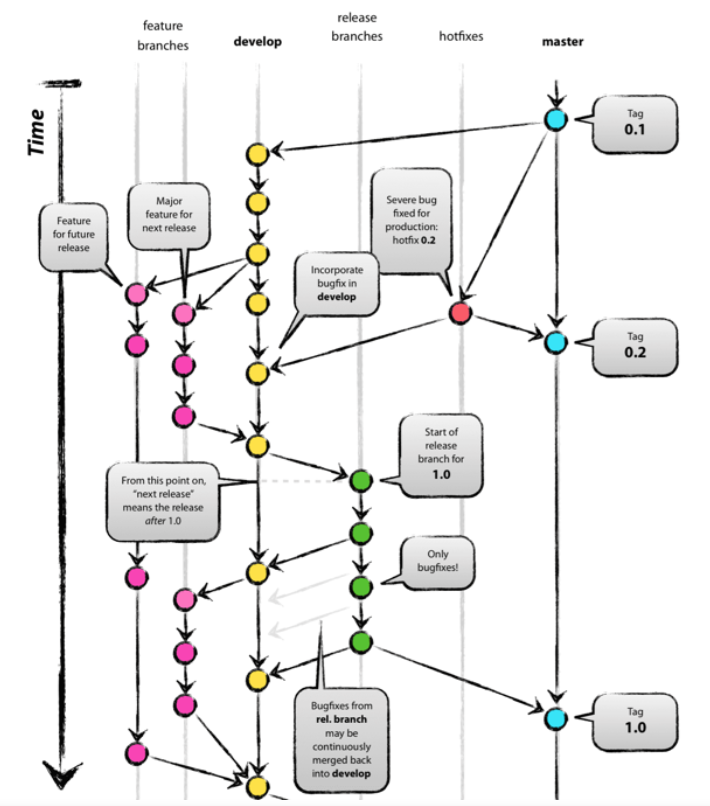 feature
branches
develop
release
branches
hotfixes
master
Time
Tag
0.1
Feature
for future
release
Major
feature for
next release
Severe bug
fixed for
production:
hotfix 0.2
Incorporate
bugfix in
develop
Tag
0.2
Start of
release
branch for
1.0
From this point on,
“next release”
means the release
after 1.0
Only
bugfixes!
Bugfixes from
rel. branch
may be
continuously
merged back
into develop
Tag
1.0